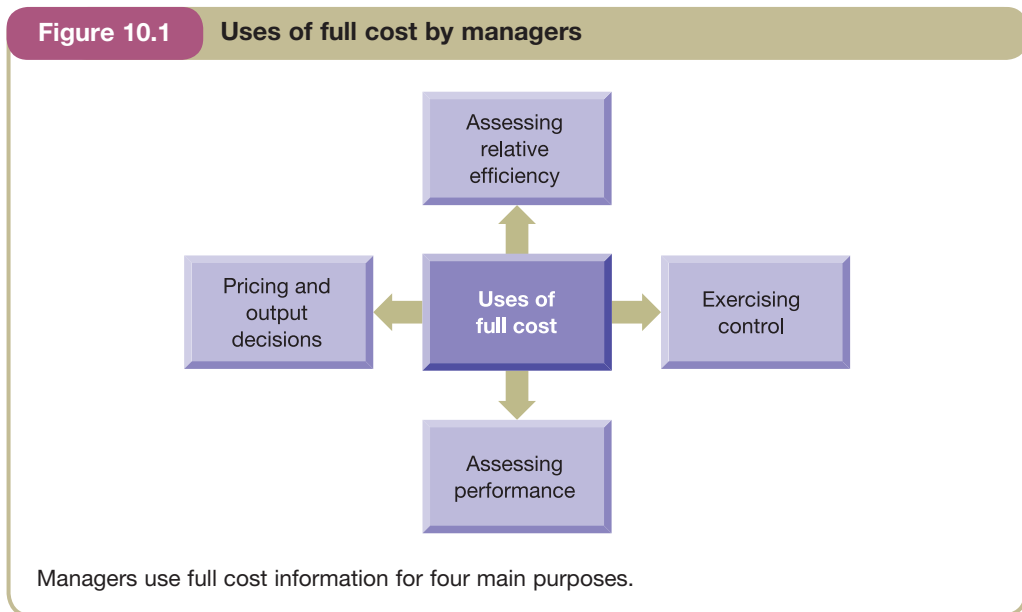 Figure 10.1 Uses of full cost by managers
Assessing
relative
efficiency
Pricing and
output
decisions
Uses of
full cost
Exercising
control
Assessing
performance
Managers use full cost information for four main purposes.